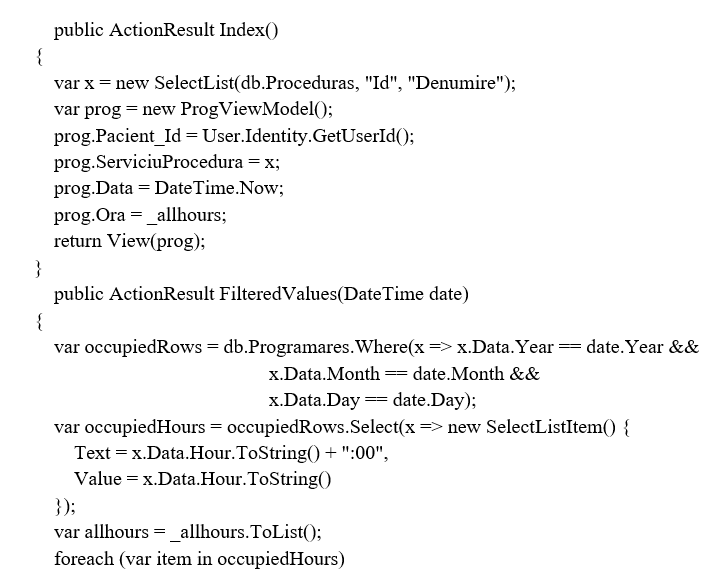 public ActionResult Index()
{
var x = new SelectList(db.Proceduras, "Id", "Denumire");
var prog = new ProgViewModel();
prog.Pacient_Id = User.Identity.GetUserId();
prog.ServiciuProcedura = x;
prog.Data = DateTime.Now;
prog.Ora = _allhours;
return View(prog);
}
public ActionResult FilteredValues(DateTime date)
{
var occupiedRows = db.Programares.Where(x => x.Data.Year == date.Year &&
x.Data.Month == date.Month &&
x.Data.Day == date.Day);
var occupiedHours = occupiedRows.Select(x => new SelectListItem() {
Text = x.Data.Hour.ToString() + ":00",
Value = x.Data.Hour.ToString()
});
var allhours = _allhours.ToList();
foreach (var item in occupiedHours)